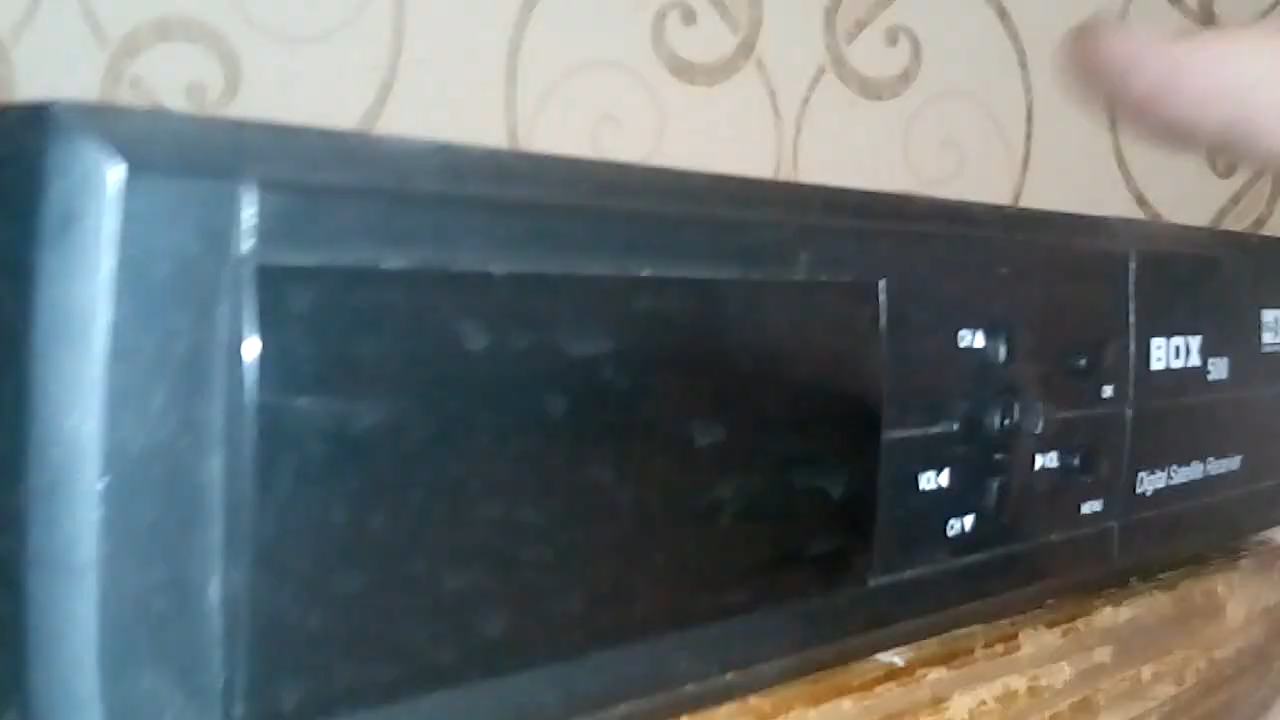 CH▲
OK
VOL◀
▶VOL
CH▼
MENU
BOX
500
Digital Satellite Receiver